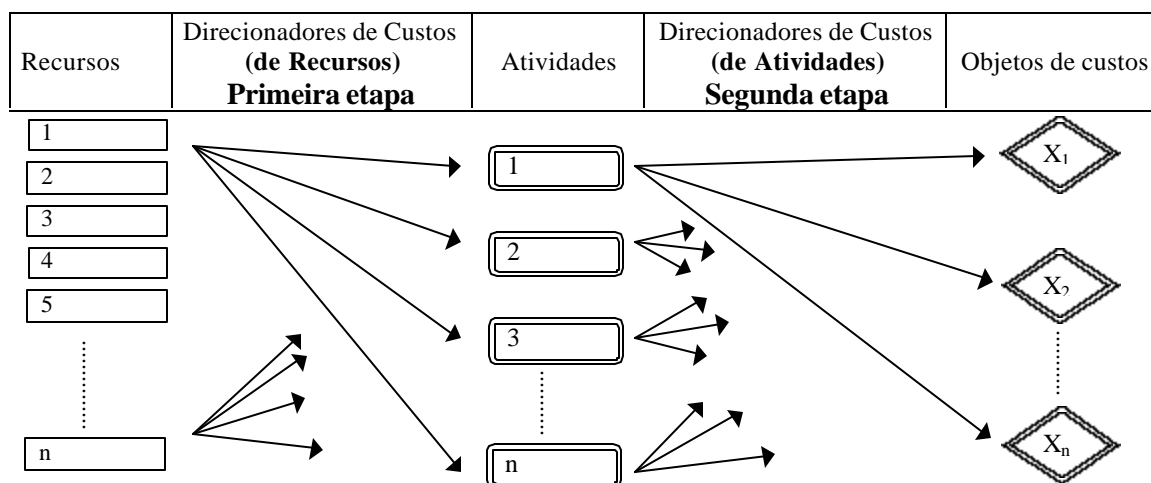 Recursos
Direcionadores de Custos
(de Recursos)
Primeira etapa
Atividades
Direcionadores de Custos
(de Atividades)
Segunda etapa
Objetos de custos
1
2
3
4
5
n
1
2
3
n
X₁
X₂
Xₙ